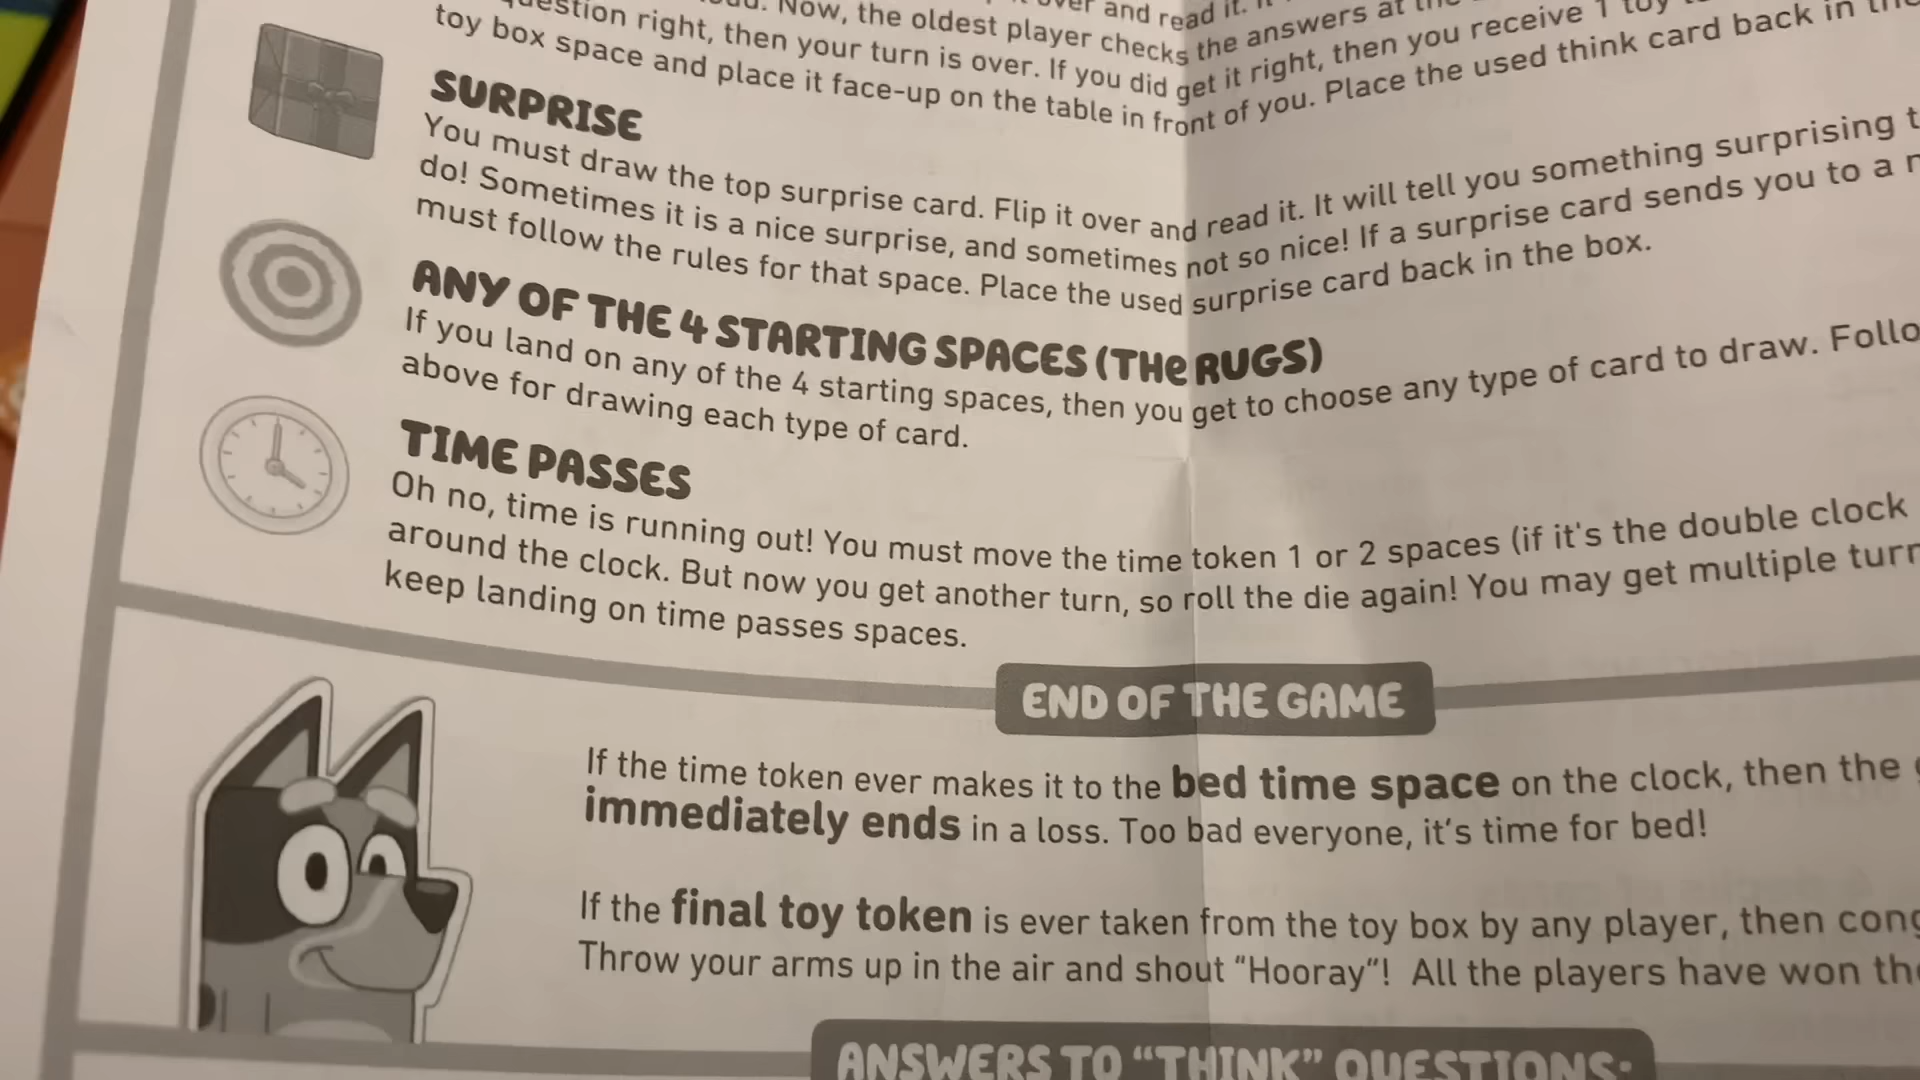 over and read it.
Now, the oldest player checks the answers at
question right, then your turn is over. If you did get it right, then you receive 1 toy
toy box space and place it face-up on the table in front of you. Place the used think card back in
SURPRISE
You must draw the top surprise card. Flip it over and read it. It will tell you something surprising
do! Sometimes it is a nice surprise, and sometimes not so nice! If a surprise card sends you to a
must follow the rules for that space. Place the used surprise card back in the box.
ANY OF THE 4 STARTING SPACES (THE RUGS)
If you land on any of the 4 starting spaces, then you get to choose any type of card to draw. Follo
above for drawing each type of card.
TIME PASSES
Oh no, time is running out! You must move the time token 1 or 2 spaces (if it's the double clock
around the clock. But now you get another turn, so roll the die again! You may get multiple turn
keep landing on time passes spaces.
END OF THE GAME
If the time token ever makes it to the bed time space on the clock, then the
immediately ends in a loss. Too bad everyone, it's time for bed!
If the final toy token is ever taken from the toy box by any player, then cong
Throw your arms up in the air and shout "Hooray"! All the players have won the
ANSWERS TO "THINK" QUESTIONS: